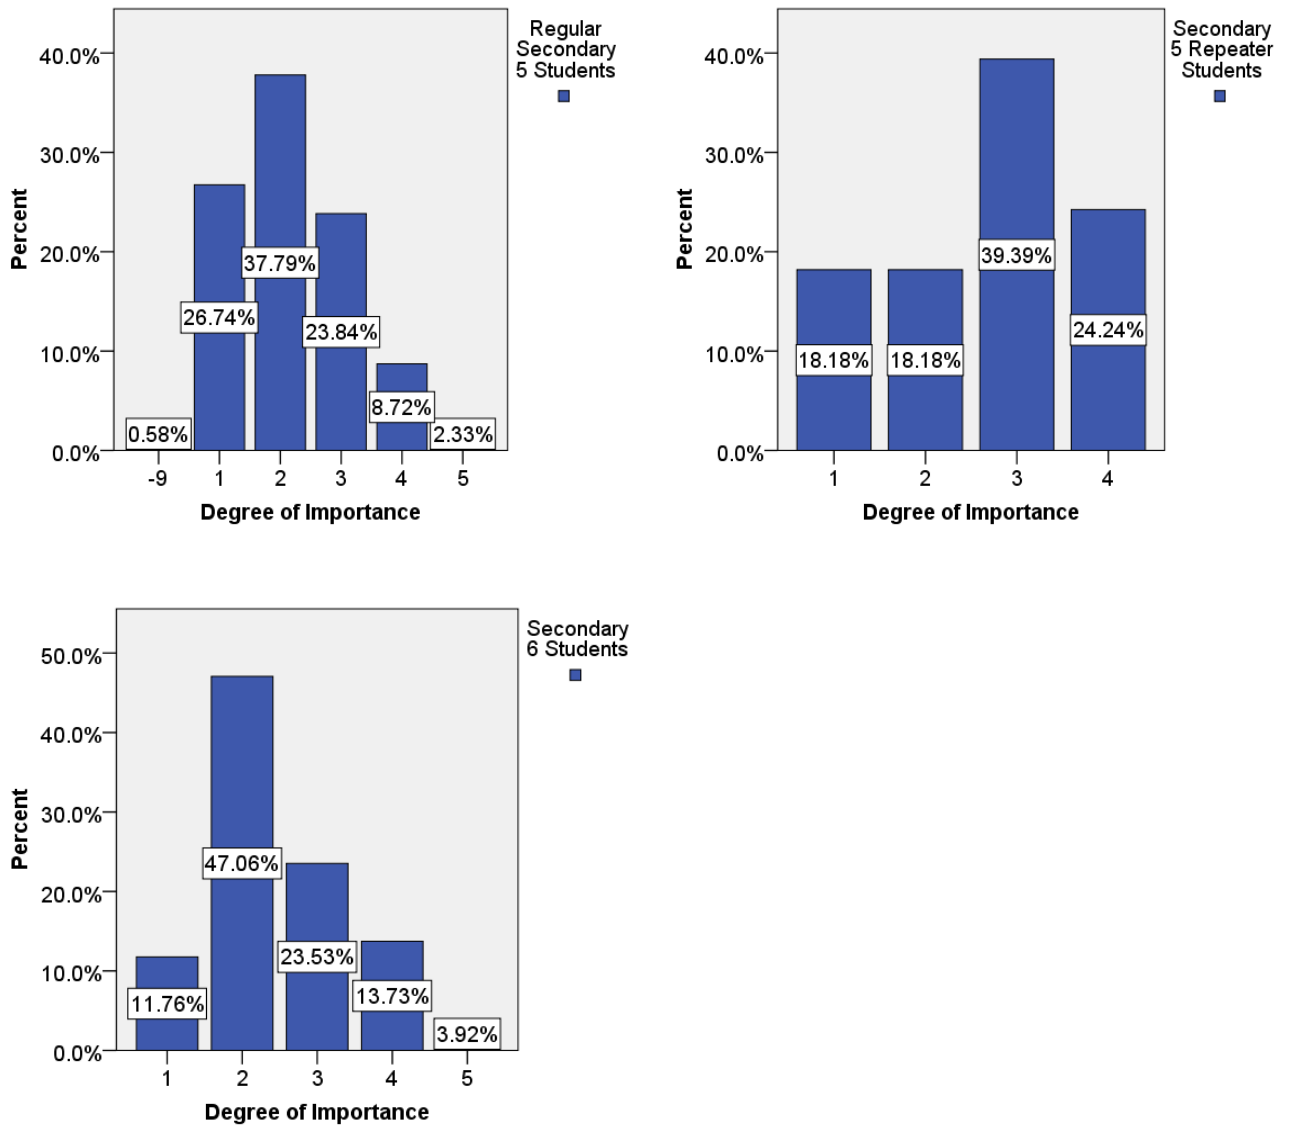 Regular
Secondary
5 Students
40.0%
30.0%
20.0%
10.0%
0.0%
Percent
0.58%
26.74%
37.79%
23.84%
8.72%
2.33%
-9 1 2 3 4 5
Degree of Importance
Secondary
5 Repeater
Students
40.0%
30.0%
20.0%
10.0%
0.0%
Percent
18.18%
18.18%
39.39%
24.24%
1 2 3 4
Degree of Importance
Secondary
6 Students
50.0%
40.0%
30.0%
20.0%
10.0%
0.0%
Percent
11.76%
47.06%
23.53%
13.73%
3.92%
1 2 3 4 5
Degree of Importance